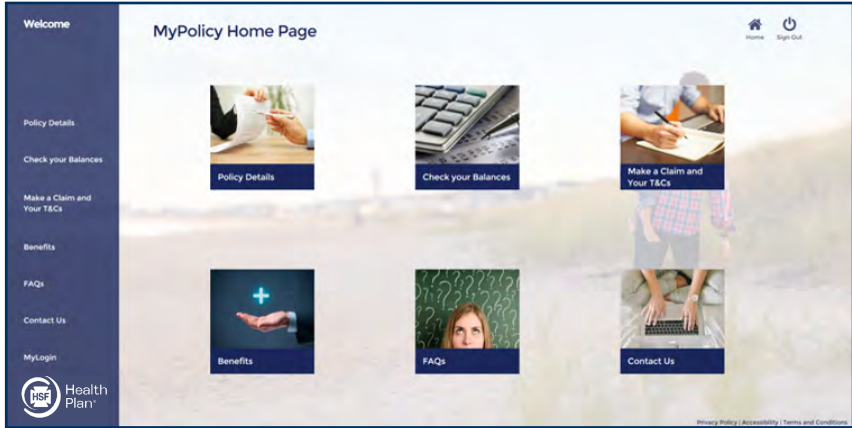 Welcome
MyPolicy Home Page
Home
Sign Out
Policy Details
Check your Balances
Make a Claim and
Your T&Cs
Benefits
FAQs
Contact Us
MyLogin
HSF
Health
Plan
Policy Details
Check your Balances
Make a Claim and
Your T&Cs
Benefits
FAQs
Contact Us
Privacy Policy | Accessibility | Terms and Conditions